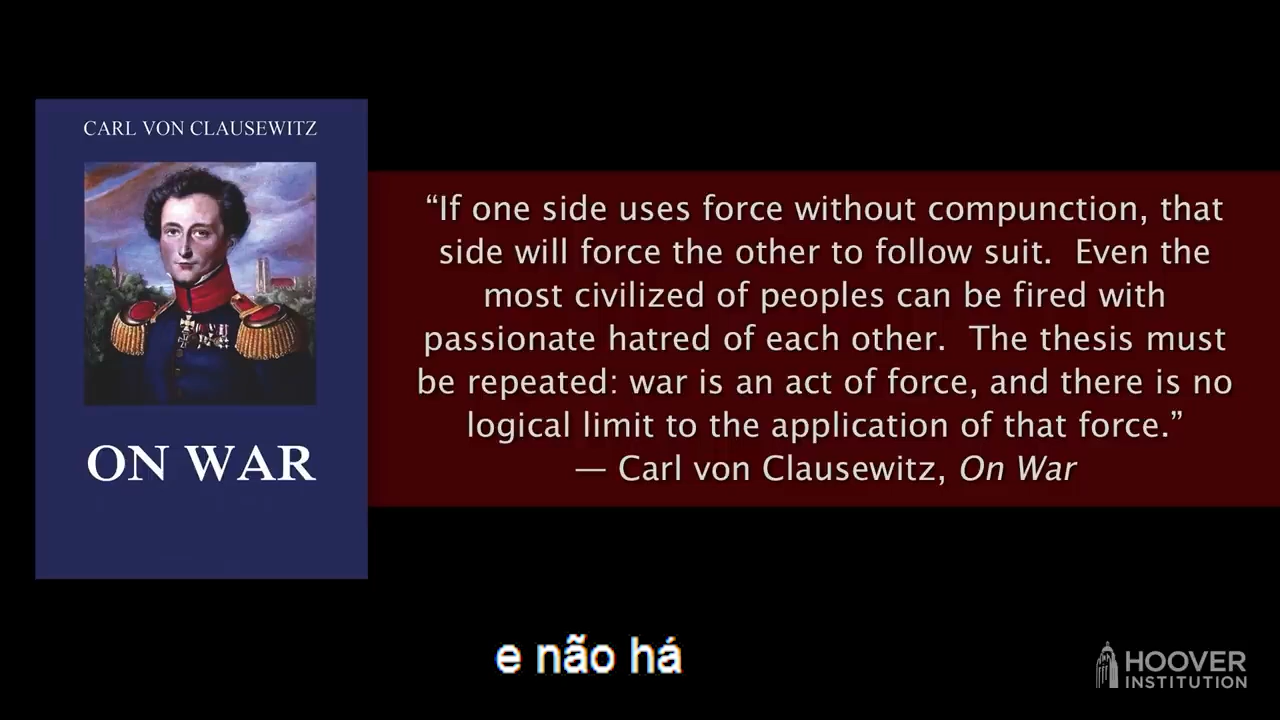 CARL VON CLAUSEWITZ
ON WAR
“If one side uses force without compunction, that
side will force the other to follow suit.  Even the
most civilized of peoples can be fired with
passionate hatred of each other.  The thesis must
be repeated: war is an act of force, and there is no
logical limit to the application of that force.”
— Carl von Clausewitz, On War
e não há
HOOVER
INSTITUTION